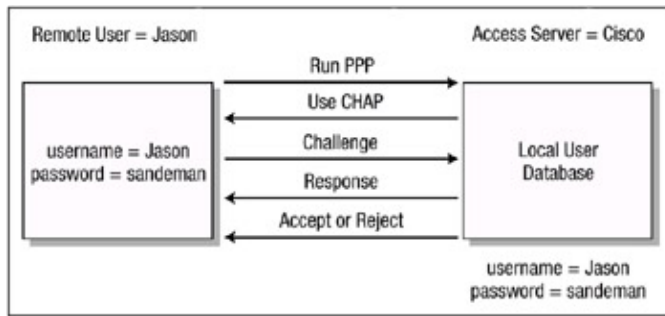 Remote User = Jason
Access Server = Cisco
Run PPP
Use CHAP
Challenge
Response
Accept or Reject
username = Jason
password = sandeman
Local User
Database
username = Jason
password = sandeman